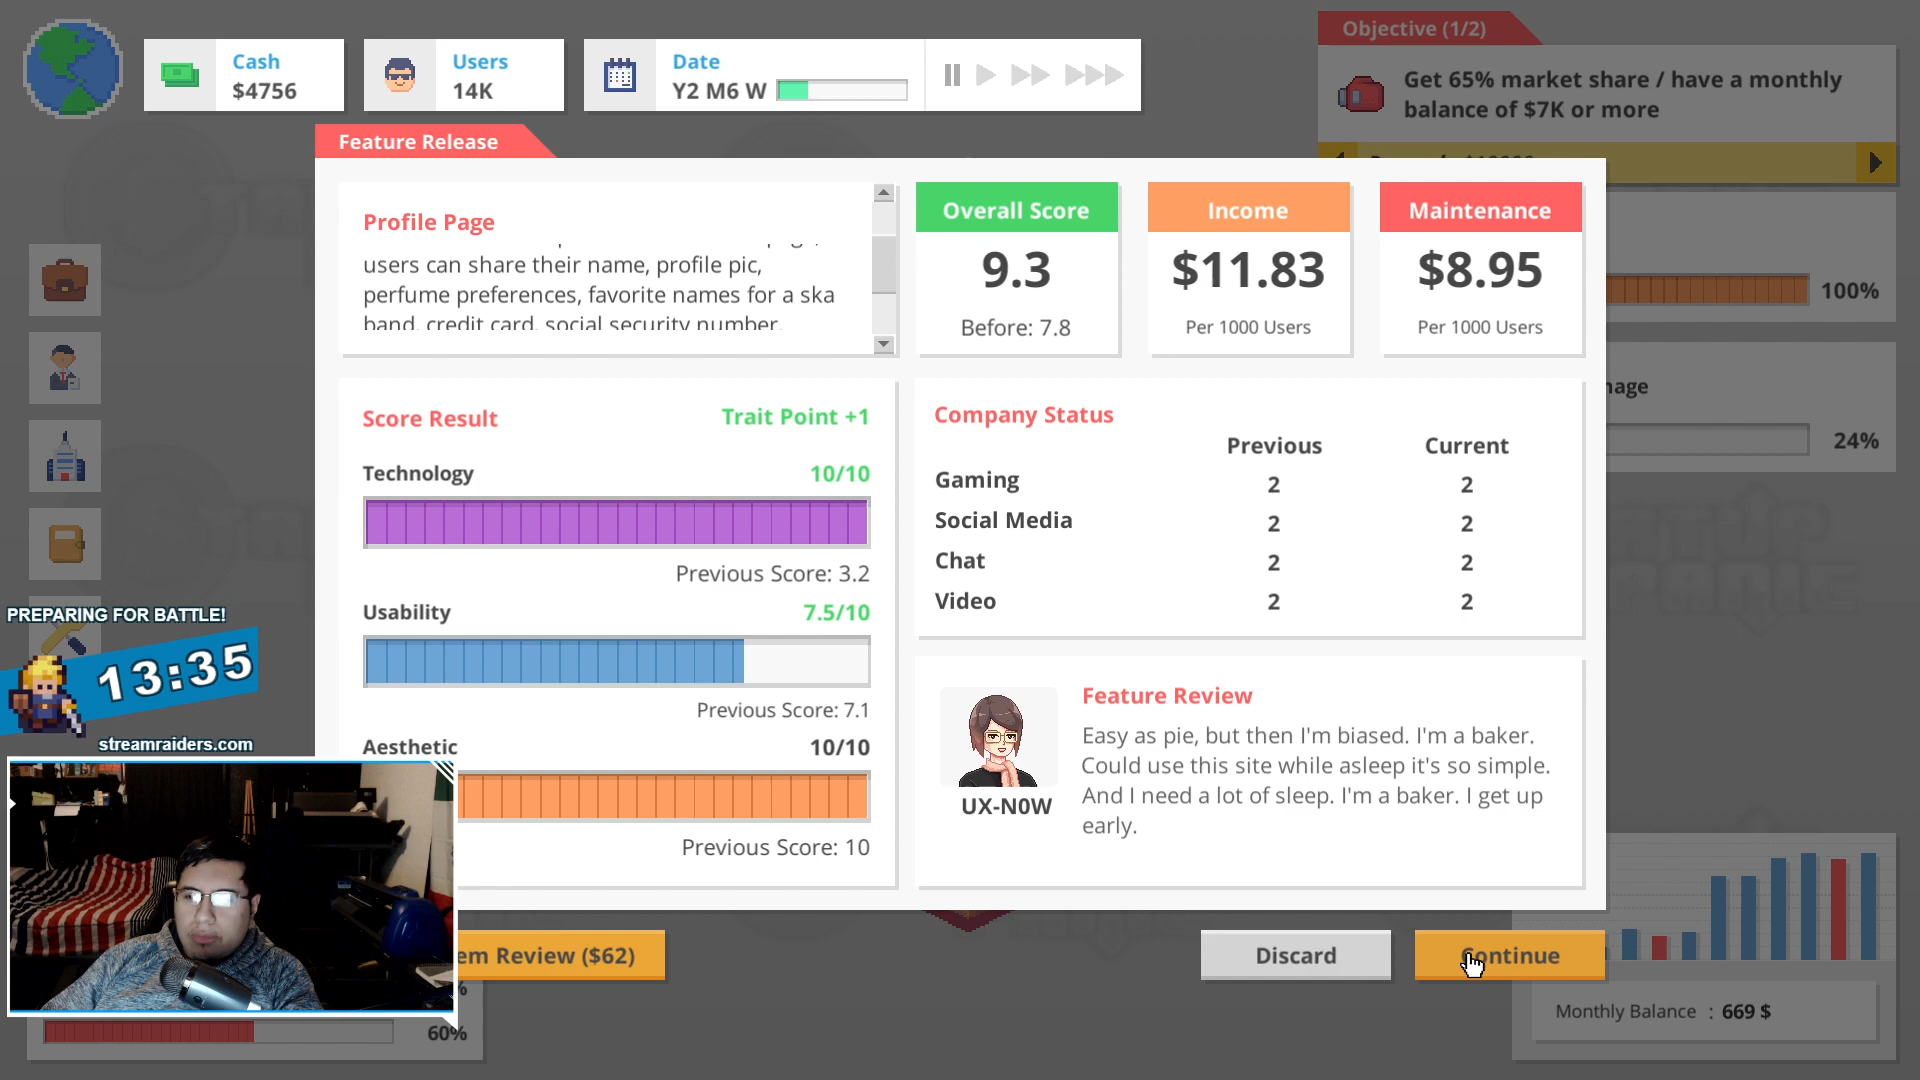 Cash
$4756
Users
14K
Date
Y2 M6 W
Objective (1/2)
Get 65% market share / have a monthly
balance of $7K or more
Feature Release
Profile Page
users can share their name, profile pic,
perfume preferences, favorite names for a ska
band, credit card, social security number,
Overall Score
9.3
Before: 7.8
Income
$11.83
Per 1000 Users
Maintenance
$8.95
Per 1000 Users
100%
24%
Score Result
Trait Point +1
Technology
10/10
Previous Score: 3.2
Usability
7.5/10
Previous Score: 7.1
Aesthetic
10/10
Previous Score: 10
Company Status
Previous
Current
Gaming
2
2
Social Media
2
2
Chat
2
2
Video
2
2
Feature Review
Easy as pie, but then I'm biased. I'm a baker.
Could use this site while asleep it's so simple.
And I need a lot of sleep. I'm a baker. I get up
early.
UX-N0W
PREPARING FOR BATTLE!
13:35
streamraiders.com
em Review ($62)
Discard
Continue
60%
Monthly Balance : 669 $